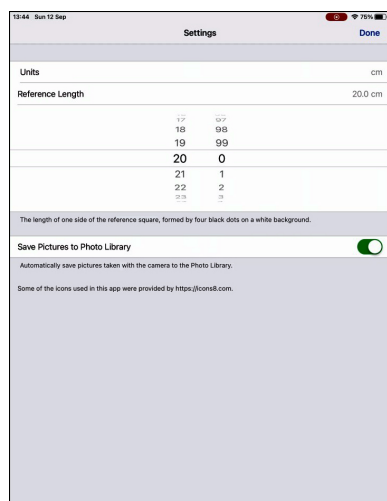 13:44 Sun 12 Sep 75%
Settings Done
Units cm
Reference Length 20.0 cm
17 97
18 98
19 99
20 0
21 1
22 2
23 3
The length of one side of the reference square, formed by four black dots on a white background.
Save Pictures to Photo Library
Automatically save pictures taken with the camera to the Photo Library.
Some of the icons used in this app were provided by https://icons8.com.